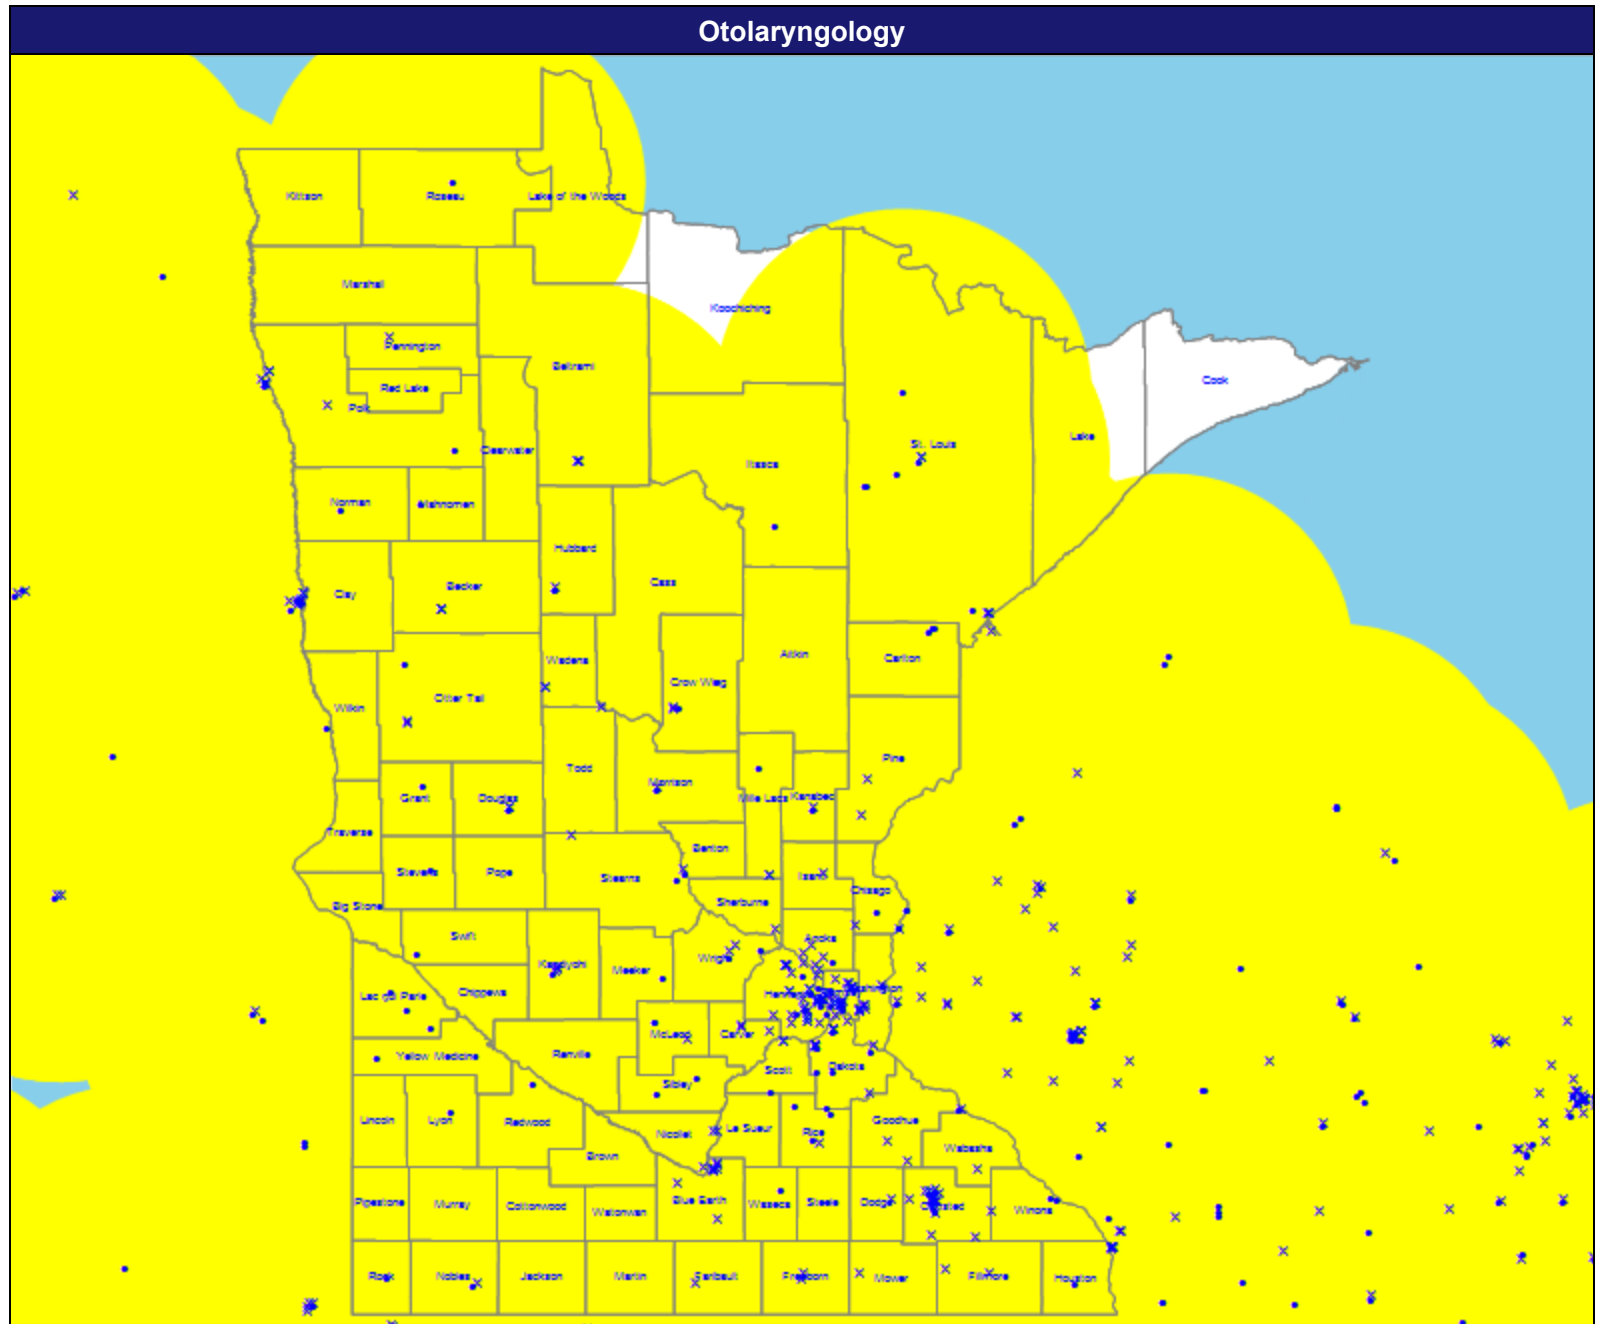 Otolaryngology
Kittson
Roseau
Lake of the Woods
Marshall
Koochiching
Pennington
Beltrami
Red Lake
Polk
Cook
Clearwater
St. Louis
Lake
Itasca
Norman
Mahnomen
Hubbard
Cass
Clay
Becker
Wadena
Aitkin
Carlton
Otter Tail
Crow Wing
Wilkin
Todd
Pine
Morrison
Grant
Douglas
Mille Lacs
Kanabec
Traverse
Benton
Stevens
Pope
Stearns
Isanti
Chisago
Big Stone
Sherburne
Swift
Anoka
Kandiyohi
Meeker
Wright
Lac qui Parle
Chippewa
Washington
McLeod
Carver
Yellow Medicine
Renville
Scott
Dakota
Sibley
Lincoln
Lyon
Redwood
Nicollet
Le Sueur
Rice
Goodhue
Brown
Wabasha
Pipestone
Murray
Cottonwood
Watonwan
Blue Earth
Waseca
Steele
Dodge
Olmsted
Winona
Rock
Nobles
Jackson
Martin
Faribault
Freeborn
Mower
Fillmore
Houston